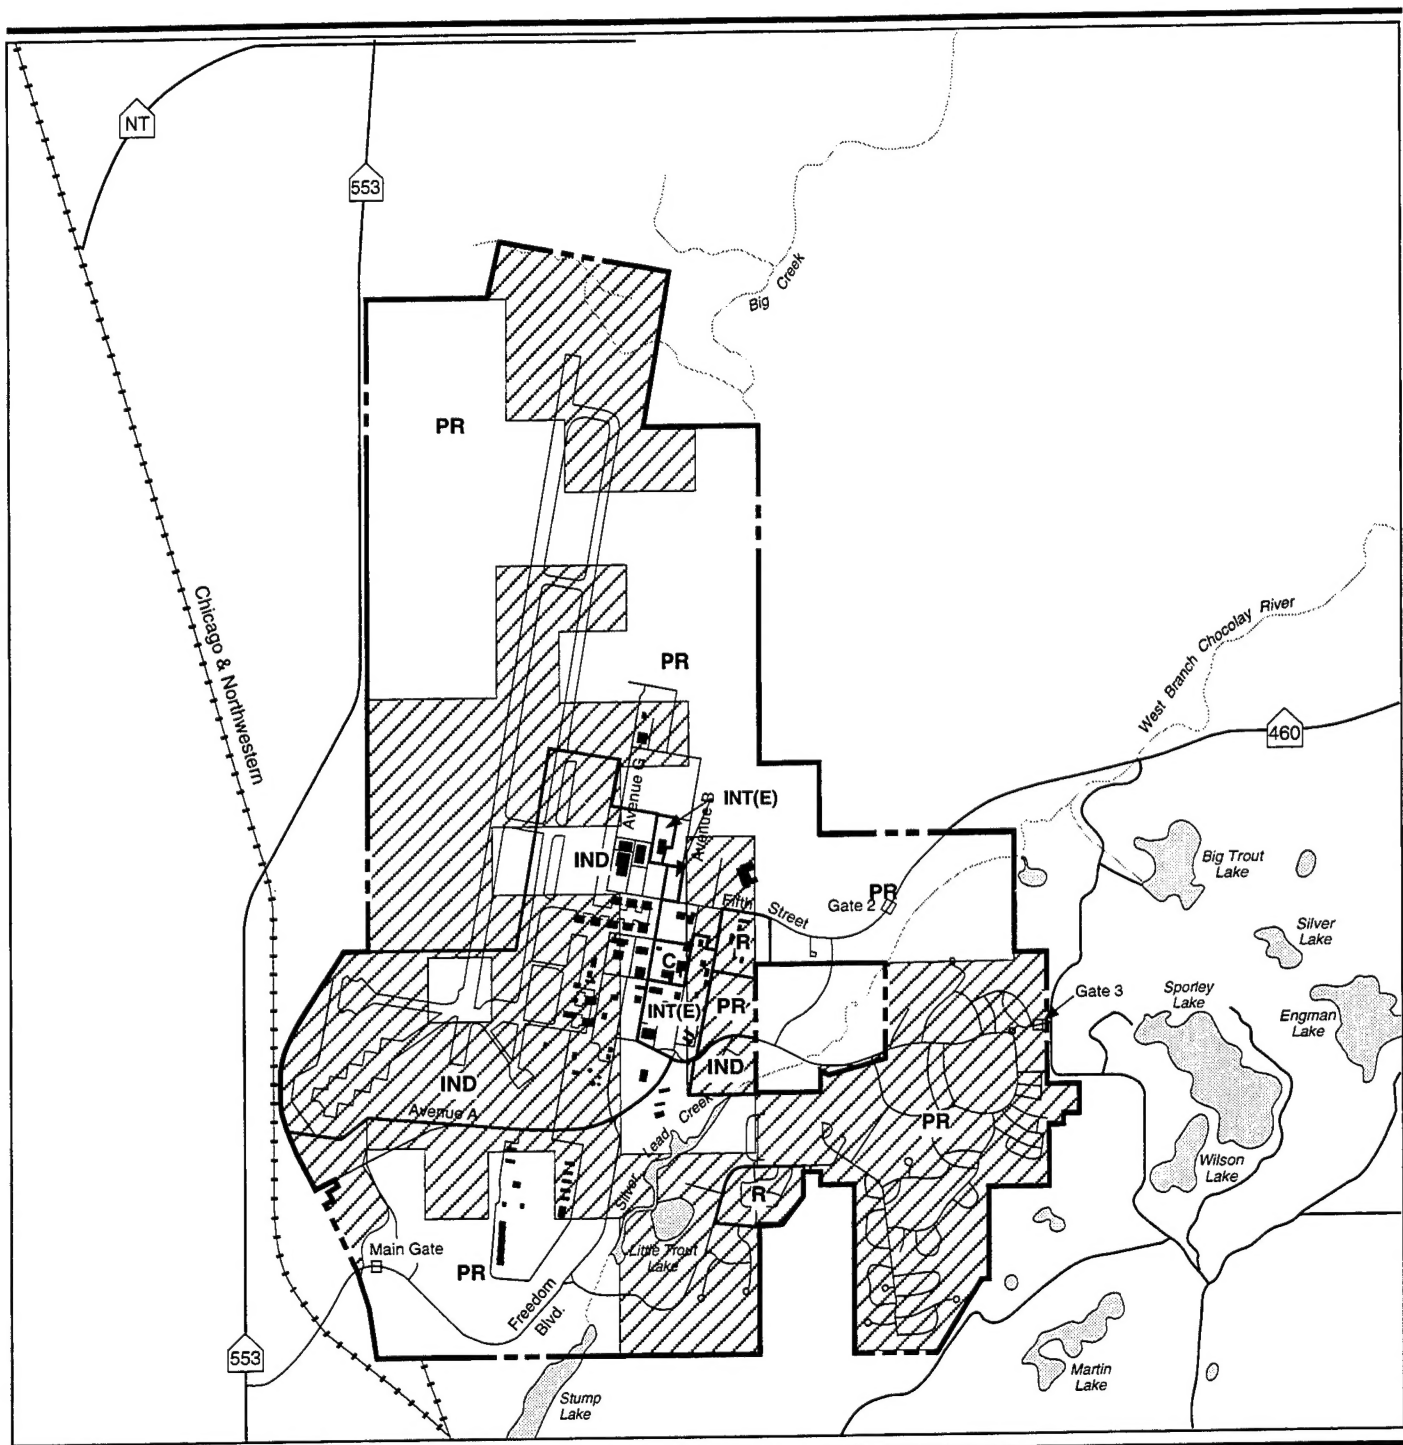 NT
553
Big Creek
PR
Chicago & Northwestern
PR
West Branch Chocolay River
460
Avenue G
Avenue B
INT(E)
IND
Big Trout
Lake
PR
Gate 2
Fifth Street
R
Silver
Lake
C
Sporley
Lake
Gate 3
INT(E)
PR
Engman
Lake
IND
IND
Avenue A
Silver Lead Creek
PR
Wilson
Lake
R
Main Gate
Little Trout
Lake
PR
Freedom
Blvd.
553
Martin
Lake
Stump
Lake